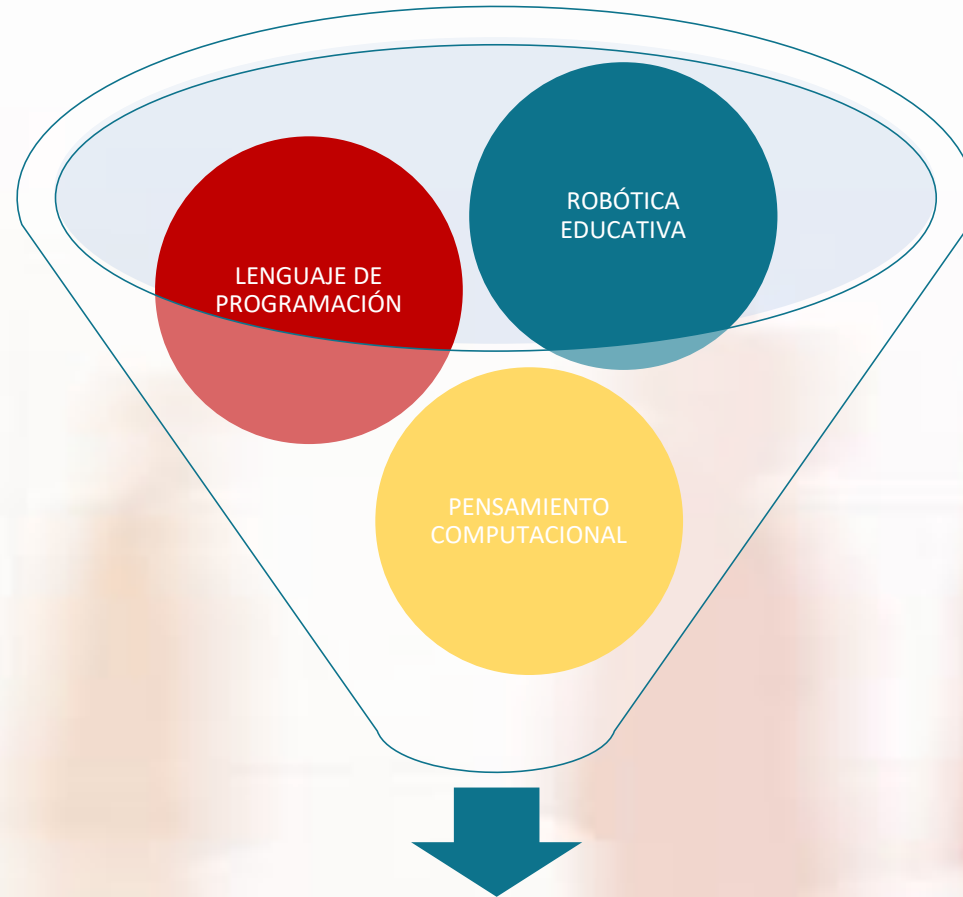 ROBÓTICA
EDUCATIVA
LENGUAJE DE
PROGRAMACIÓN
PENSAMIENTO
COMPUTACIONAL